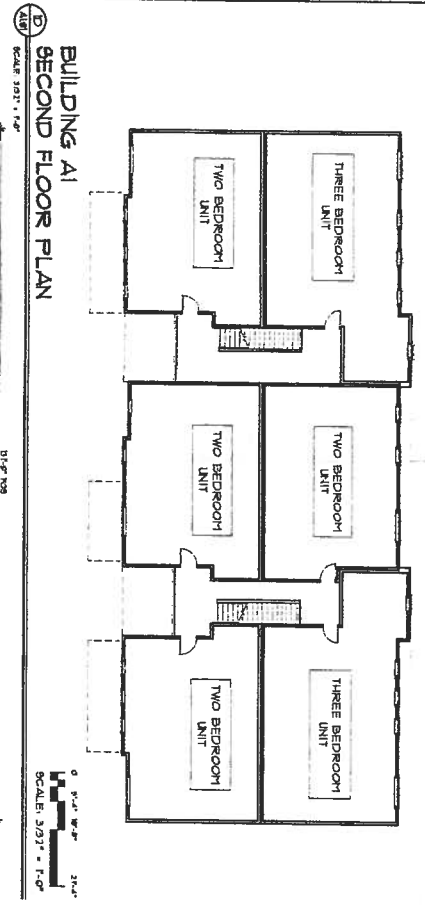 THREE BEDROOM
UNIT
TWO BEDROOM
UNIT
THREE BEDROOM
UNIT
TWO BEDROOM
UNIT
TWO BEDROOM
UNIT
TWO BEDROOM
UNIT
D
BUILDING A1
SECOND FLOOR PLAN
SCALE: 3/32" = 1'-0"
0
SCALE: 3/32" = 1'-0"